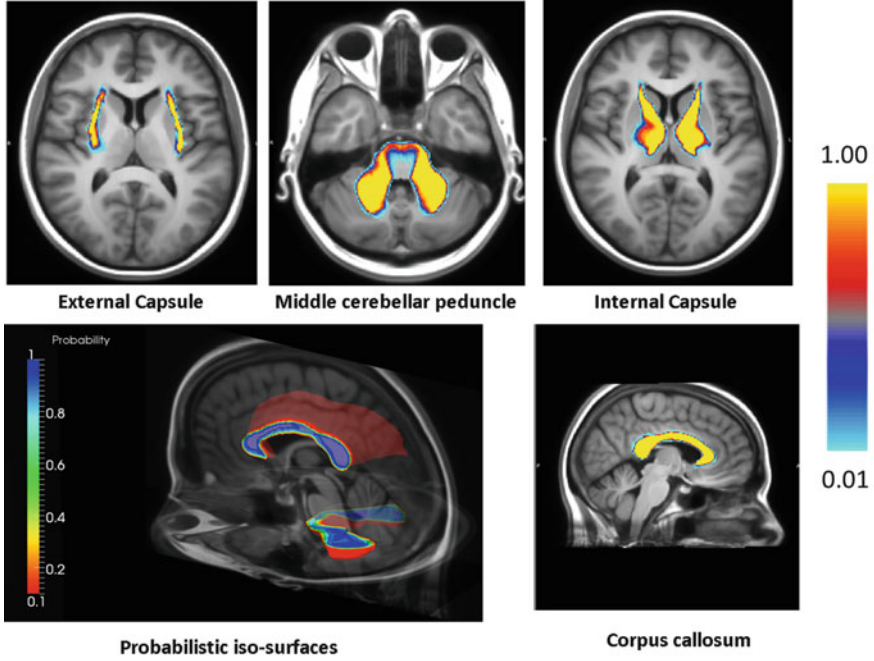 External Capsule
Middle cerebellar peduncle
Internal Capsule
1.00
0.01
Probability
1
0.8
0.6
0.4
0.2
0.1
Probabilistic iso-surfaces
Corpus callosum